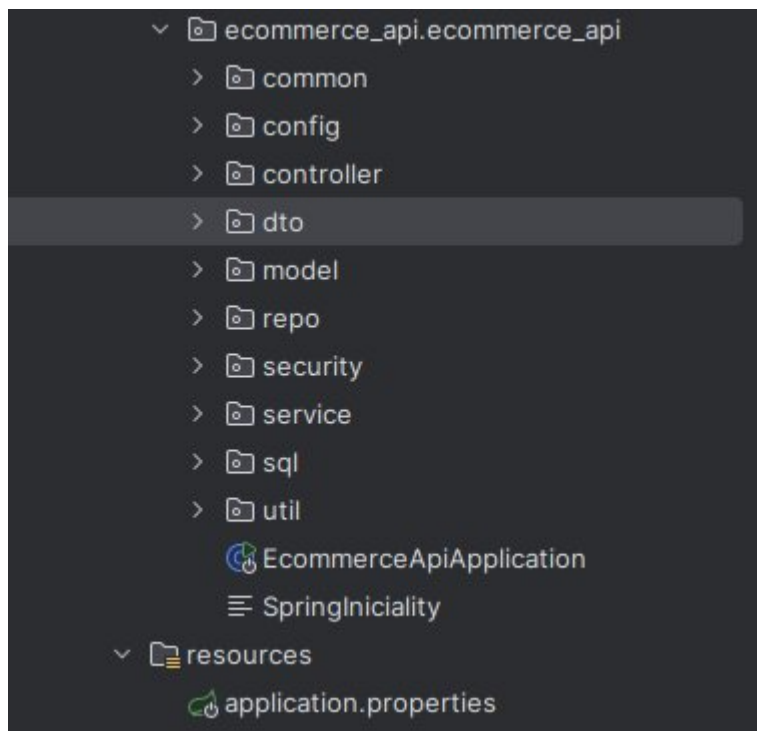 ecommerce_api.ecommerce_api
common
config
controller
dto
model
repo
security
service
sql
util
EcommerceApiApplication
SpringIniciality
resources
application.properties